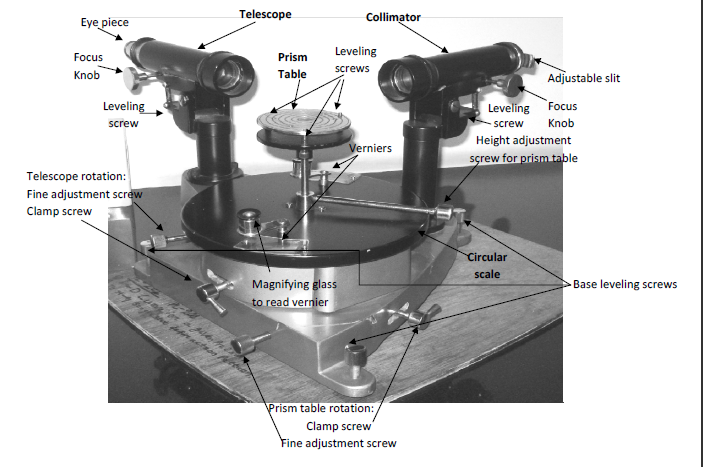 Telescope
Collimator
Eye piece
Focus
Knob
Prism
Table
Leveling
screws
Adjustable slit
Leveling
screw
Leveling
screw
Focus
Knob
Height adjustment
screw for prism table
Verniers
Telescope rotation:
Fine adjustment screw
Clamp screw
Circular
scale
Magnifying glass
to read vernier
Base leveling screws
Prism table rotation:
Clamp screw
Fine adjustment screw